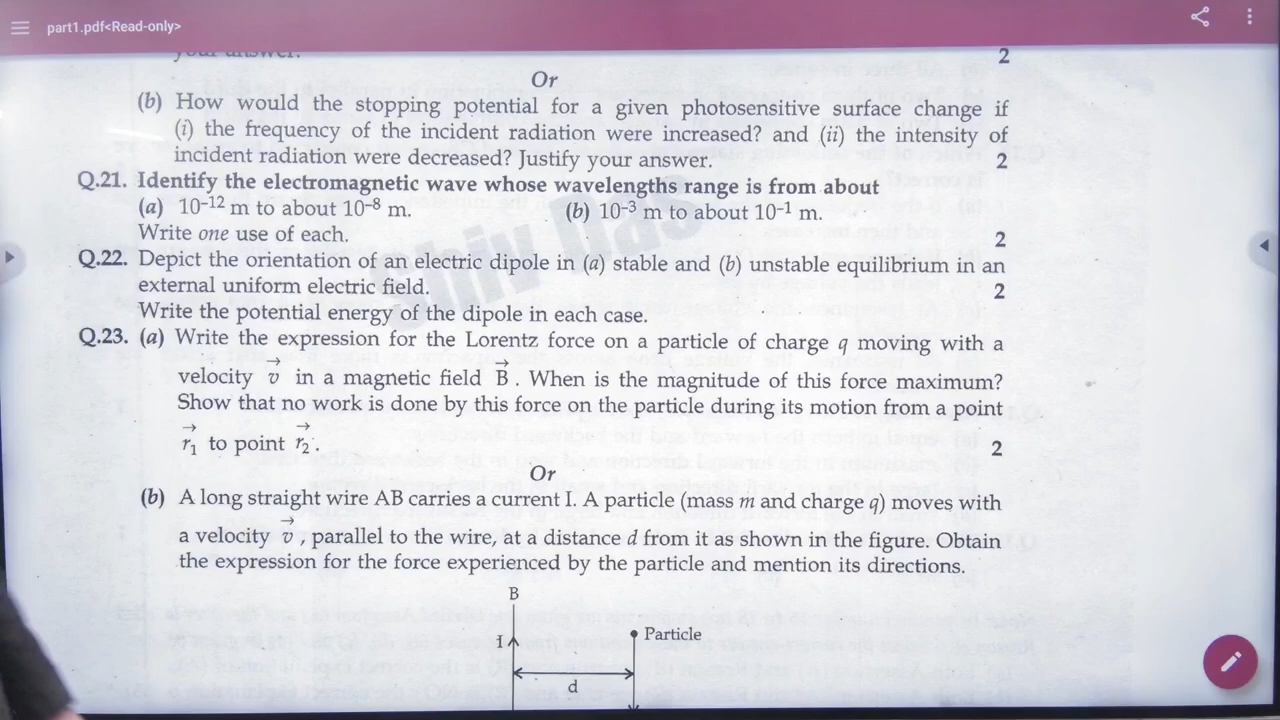 part1.pdf<Read-only>
your answer. 2
Or
(b) How would the stopping potential for a given photosensitive surface change if
(i) the frequency of the incident radiation were increased? and (ii) the intensity of
incident radiation were decreased? Justify your answer. 2
Q.21. Identify the electromagnetic wave whose wavelengths range is from about
(a) 10⁻¹² m to about 10⁻⁸ m. (b) 10⁻³ m to about 10⁻¹ m.
Write one use of each. 2
Q.22. Depict the orientation of an electric dipole in (a) stable and (b) unstable equilibrium in an
external uniform electric field. 2
Write the potential energy of the dipole in each case.
Q.23. (a) Write the expression for the Lorentz force on a particle of charge q moving with a
velocity v⃗ in a magnetic field B⃗. When is the magnitude of this force maximum?
Show that no work is done by this force on the particle during its motion from a point
r⃗₁ to point r⃗₂. 2
Or
(b) A long straight wire AB carries a current I. A particle (mass m and charge q) moves with
a velocity v⃗, parallel to the wire, at a distance d from it as shown in the figure. Obtain
the expression for the force experienced by the particle and mention its directions.
B
I
Particle
d
Shiv Das